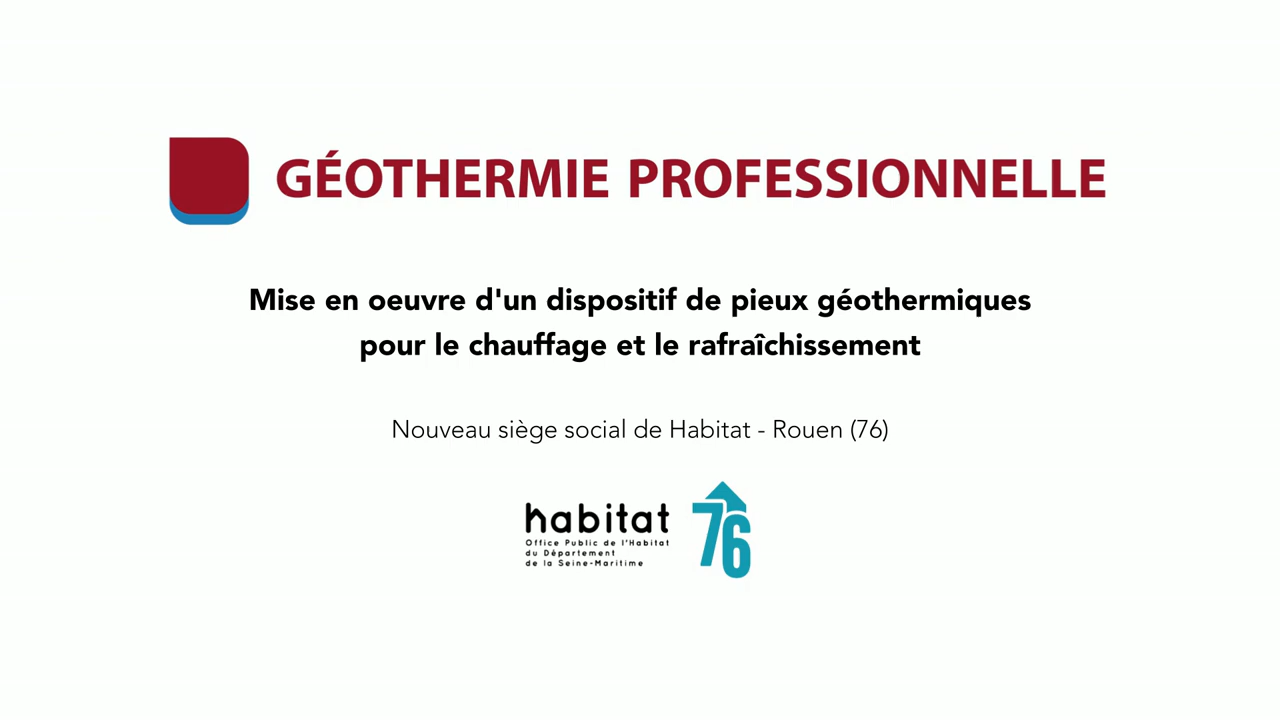 GÉOTHERMIE PROFESSIONNELLE
Mise en oeuvre d'un dispositif de pieux géothermiques
pour le chauffage et le rafraîchissement
Nouveau siège social de Habitat - Rouen (76)
habitat 76
Office Public de l'Habitat
du Département
de la Seine-Maritime